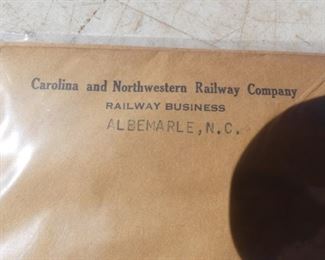 Carolina and Northwestern Railway Company
RAILWAY BUSINESS
ALBEMARLE, N.C.